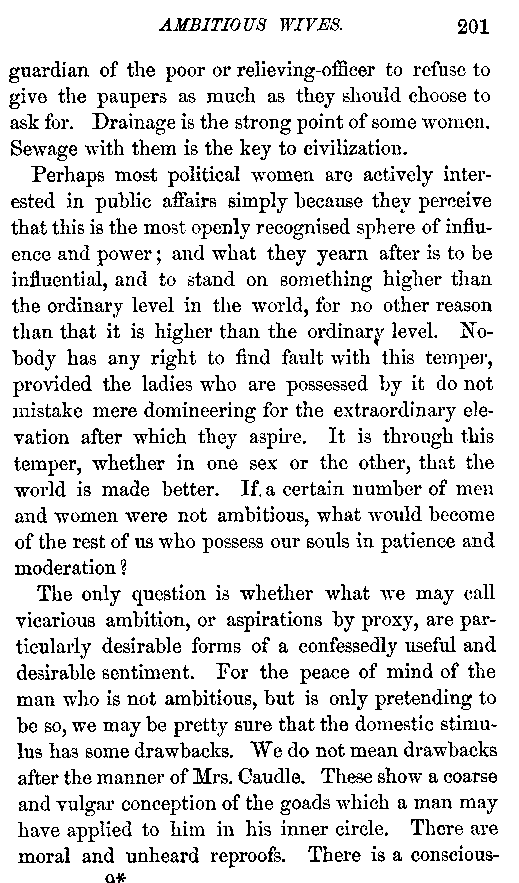 AMBITIOUS WIVES. 201
guardian of the poor or relieving-officer to refuse to
give the paupers as much as they should choose to
ask for. Drainage is the strong point of some women.
Sewage with them is the key to civilization.
Perhaps most political women are actively inter-
ested in public affairs simply because they perceive
that this is the most openly recognised sphere of influ-
ence and power; and what they yearn after is to be
influential, and to stand on something higher than
the ordinary level in the world, for no other reason
than that it is higher than the ordinary level. No-
body has any right to find fault with this temper,
provided the ladies who are possessed by it do not
mistake mere domineering for the extraordinary ele-
vation after which they aspire. It is through this
temper, whether in one sex or the other, that the
world is made better. If a certain number of men
and women were not ambitious, what would become
of the rest of us who possess our souls in patience and
moderation?
The only question is whether what we may call
vicarious ambition, or aspirations by proxy, are par-
ticularly desirable forms of a confessedly useful and
desirable sentiment. For the peace of mind of the
man who is not ambitious, but is only pretending to
be so, we may be pretty sure that the domestic stimu-
lus has some drawbacks. We do not mean drawbacks
after the manner of Mrs. Caudle. These show a coarse
and vulgar conception of the goads which a man may
have applied to him in his inner circle. There are
moral and unheard reproofs. There is a conscious-
9*